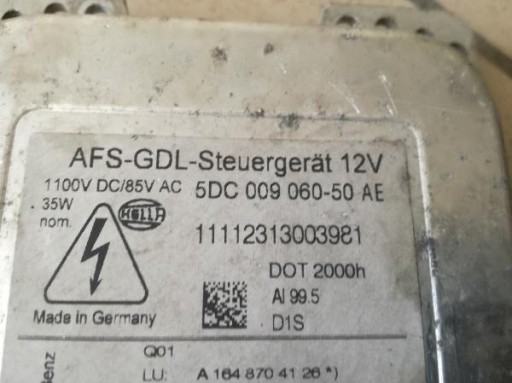 AFS-GDL-Steuergerät 12V
1100V DC/85V AC 5DC 009 060-50 AE
35W
nom.
HELLA
11112313003981
DOT 2000h
Al 99.5
D1S
Made in Germany
Q01
LU: A 164 870 41 26 *)